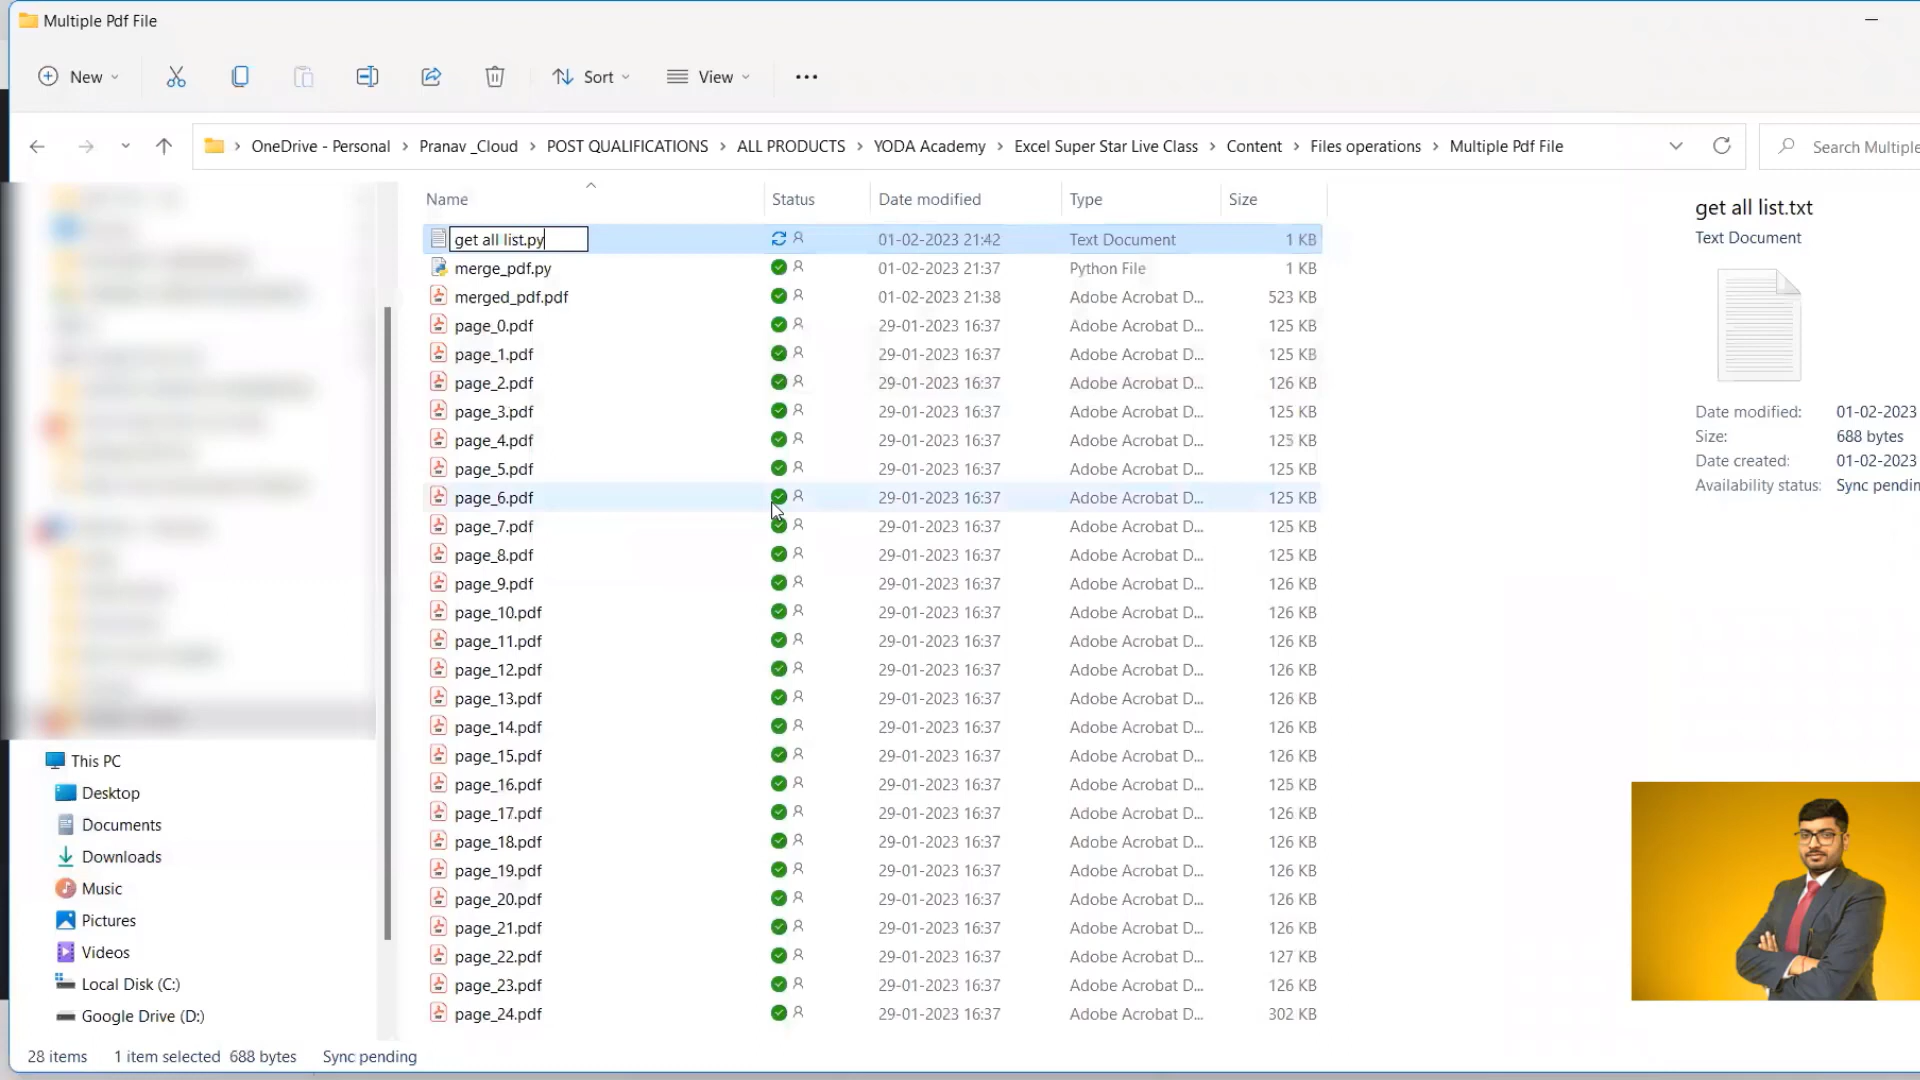 Multiple Pdf File
New Sort View
OneDrive - Personal > Pranav _Cloud > POST QUALIFICATIONS > ALL PRODUCTS > YODA Academy > Excel Super Star Live Class > Content > Files operations > Multiple Pdf File Search Multiple
Name Status Date modified Type Size
get all list.py 01-02-2023 21:42 Text Document 1 KB
merge_pdf.py 01-02-2023 21:37 Python File 1 KB
merged_pdf.pdf 01-02-2023 21:38 Adobe Acrobat D... 523 KB
page_0.pdf 29-01-2023 16:37 Adobe Acrobat D... 125 KB
page_1.pdf 29-01-2023 16:37 Adobe Acrobat D... 125 KB
page_2.pdf 29-01-2023 16:37 Adobe Acrobat D... 126 KB
page_3.pdf 29-01-2023 16:37 Adobe Acrobat D... 125 KB
page_4.pdf 29-01-2023 16:37 Adobe Acrobat D... 125 KB
page_5.pdf 29-01-2023 16:37 Adobe Acrobat D... 125 KB
page_6.pdf 29-01-2023 16:37 Adobe Acrobat D... 125 KB
page_7.pdf 29-01-2023 16:37 Adobe Acrobat D... 125 KB
page_8.pdf 29-01-2023 16:37 Adobe Acrobat D... 125 KB
page_9.pdf 29-01-2023 16:37 Adobe Acrobat D... 126 KB
page_10.pdf 29-01-2023 16:37 Adobe Acrobat D... 126 KB
page_11.pdf 29-01-2023 16:37 Adobe Acrobat D... 126 KB
page_12.pdf 29-01-2023 16:37 Adobe Acrobat D... 126 KB
page_13.pdf 29-01-2023 16:37 Adobe Acrobat D... 126 KB
page_14.pdf 29-01-2023 16:37 Adobe Acrobat D... 126 KB
page_15.pdf 29-01-2023 16:37 Adobe Acrobat D... 126 KB
page_16.pdf 29-01-2023 16:37 Adobe Acrobat D... 125 KB
page_17.pdf 29-01-2023 16:37 Adobe Acrobat D... 126 KB
page_18.pdf 29-01-2023 16:37 Adobe Acrobat D... 126 KB
page_19.pdf 29-01-2023 16:37 Adobe Acrobat D... 126 KB
page_20.pdf 29-01-2023 16:37 Adobe Acrobat D... 126 KB
page_21.pdf 29-01-2023 16:37 Adobe Acrobat D... 126 KB
page_22.pdf 29-01-2023 16:37 Adobe Acrobat D... 127 KB
page_23.pdf 29-01-2023 16:37 Adobe Acrobat D... 126 KB
page_24.pdf 29-01-2023 16:37 Adobe Acrobat D... 302 KB
This PC
Desktop
Documents
Downloads
Music
Pictures
Videos
Local Disk (C:)
Google Drive (D:)
get all list.txt
Text Document
Date modified: 01-02-2023
Size: 688 bytes
Date created: 01-02-2023
Availability status: Sync pendin
28 items 1 item selected 688 bytes Sync pending